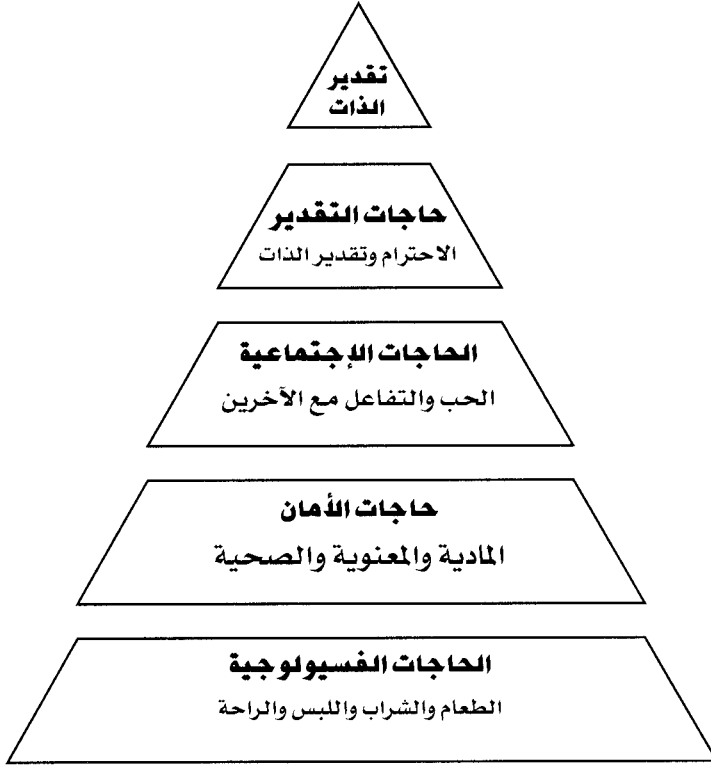 تقدير
الذات
حاجات التقدير
الاحترام وتقدير الذات
الحاجات الإجتماعية
الحب والتفاعل مع الآخرين
حاجات الأمان
المادية والمعنوية والصحية
الحاجات الفسيولوجية
الطعام والشراب واللبس والراحة